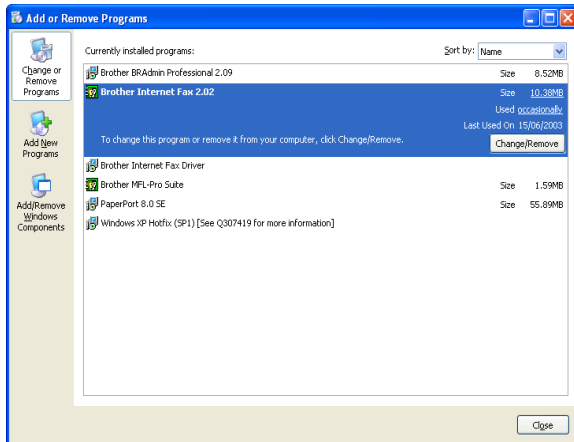 Add or Remove Programs
Change or
Remove
Programs
Add New
Programs
Add/Remove
Windows
Components
Currently installed programs:
Sort by: Name
Brother BRAdmin Professional 2.09 Size 8.52MB
Brother Internet Fax 2.02 Size 10.38MB
Used occasionally
Last Used On 15/06/2003
To change this program or remove it from your computer, click Change/Remove. Change/Remove
Brother Internet Fax Driver
Brother MFL-Pro Suite Size 1.59MB
PaperPort 8.0 SE Size 55.89MB
Windows XP Hotfix (SP1) [See Q307419 for more information]
Close